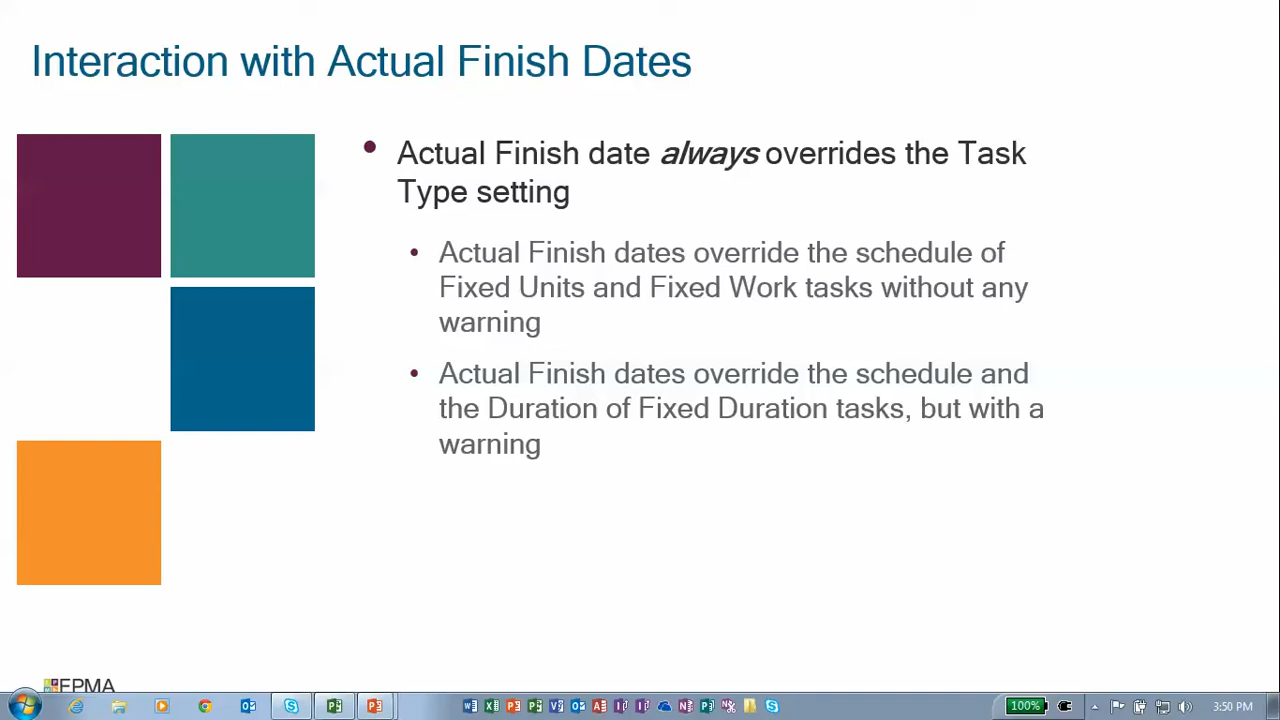 Interaction with Actual Finish Dates
• Actual Finish date always overrides the Task
Type setting
• Actual Finish dates override the schedule of
Fixed Units and Fixed Work tasks without any
warning
• Actual Finish dates override the schedule and
the Duration of Fixed Duration tasks, but with a
warning
EPMA
100%
3:50 PM